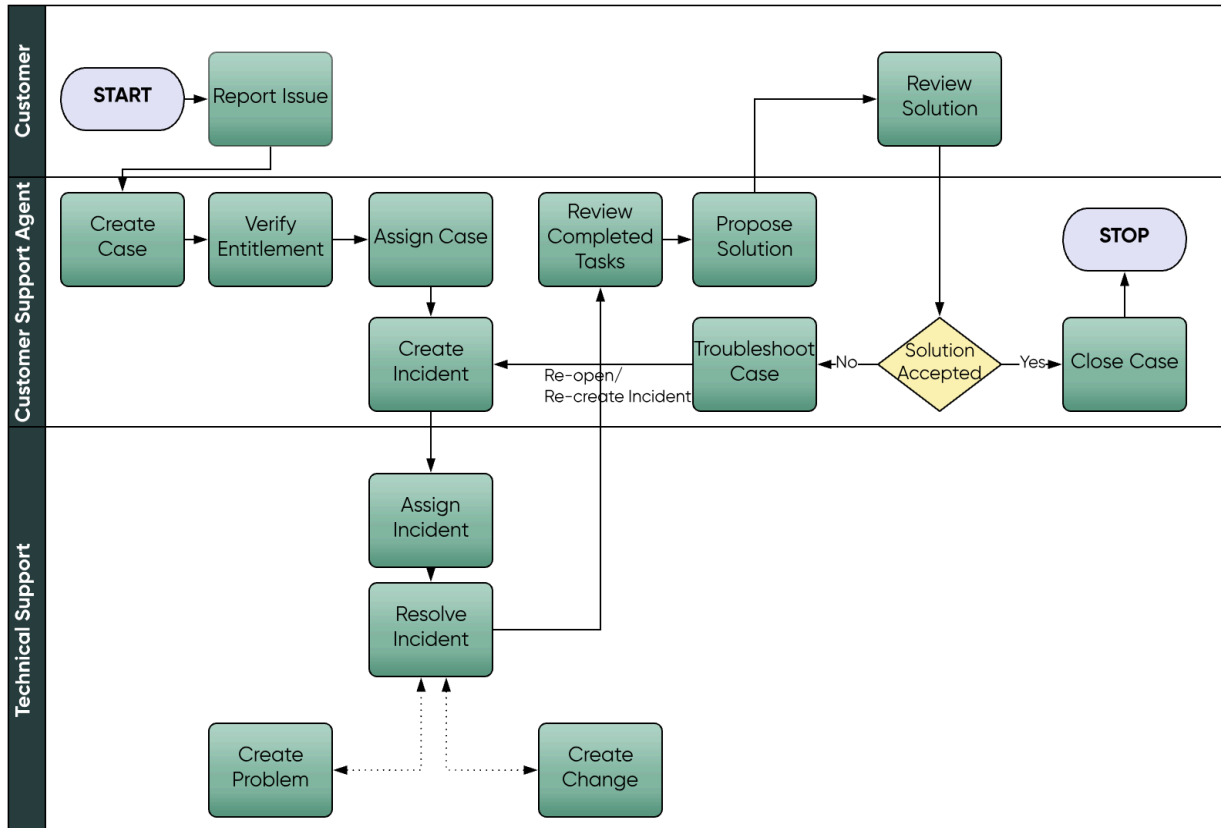 Customer
START
Report Issue
Review
Solution
Customer Support Agent
Create
Case
Verify
Entitlement
Assign Case
Review
Completed
Tasks
Propose
Solution
STOP
Create
Incident
Re-open/
Re-create Incident
Troubleshoot
Case
No
Solution
Accepted
Yes
Close Case
Technical Support
Assign
Incident
Resolve
Incident
Create
Problem
Create
Change